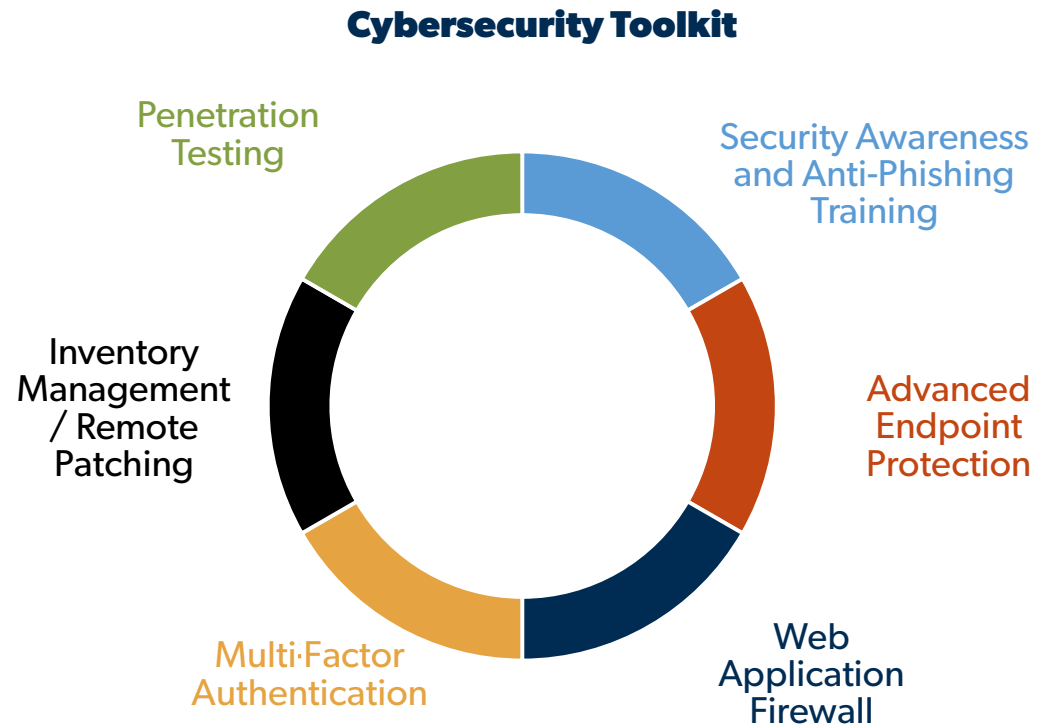 Cybersecurity Toolkit
Penetration
Testing
Security Awareness
and Anti-Phishing
Training
Inventory
Management
/ Remote
Patching
Advanced
Endpoint
Protection
Multi-Factor
Authentication
Web
Application
Firewall